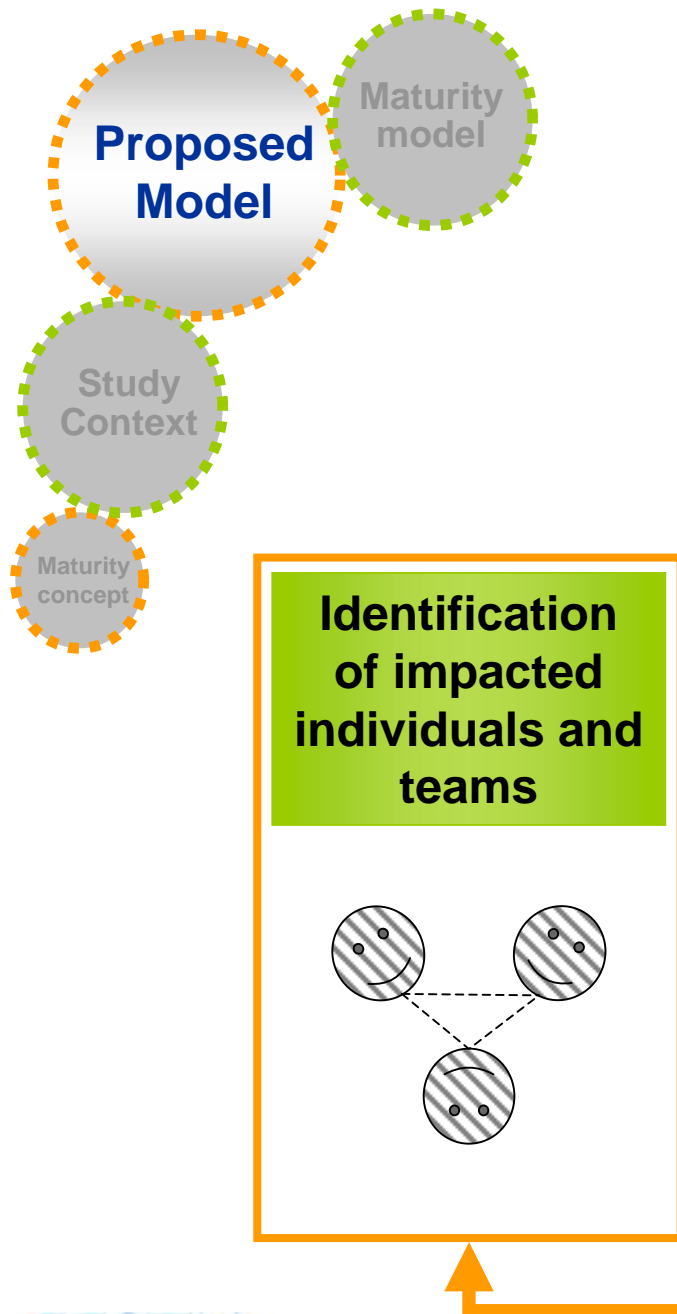 Maturity
model
Proposed
Model
Study
Context
Maturity
concept
Identification
of impacted
individuals and
teams